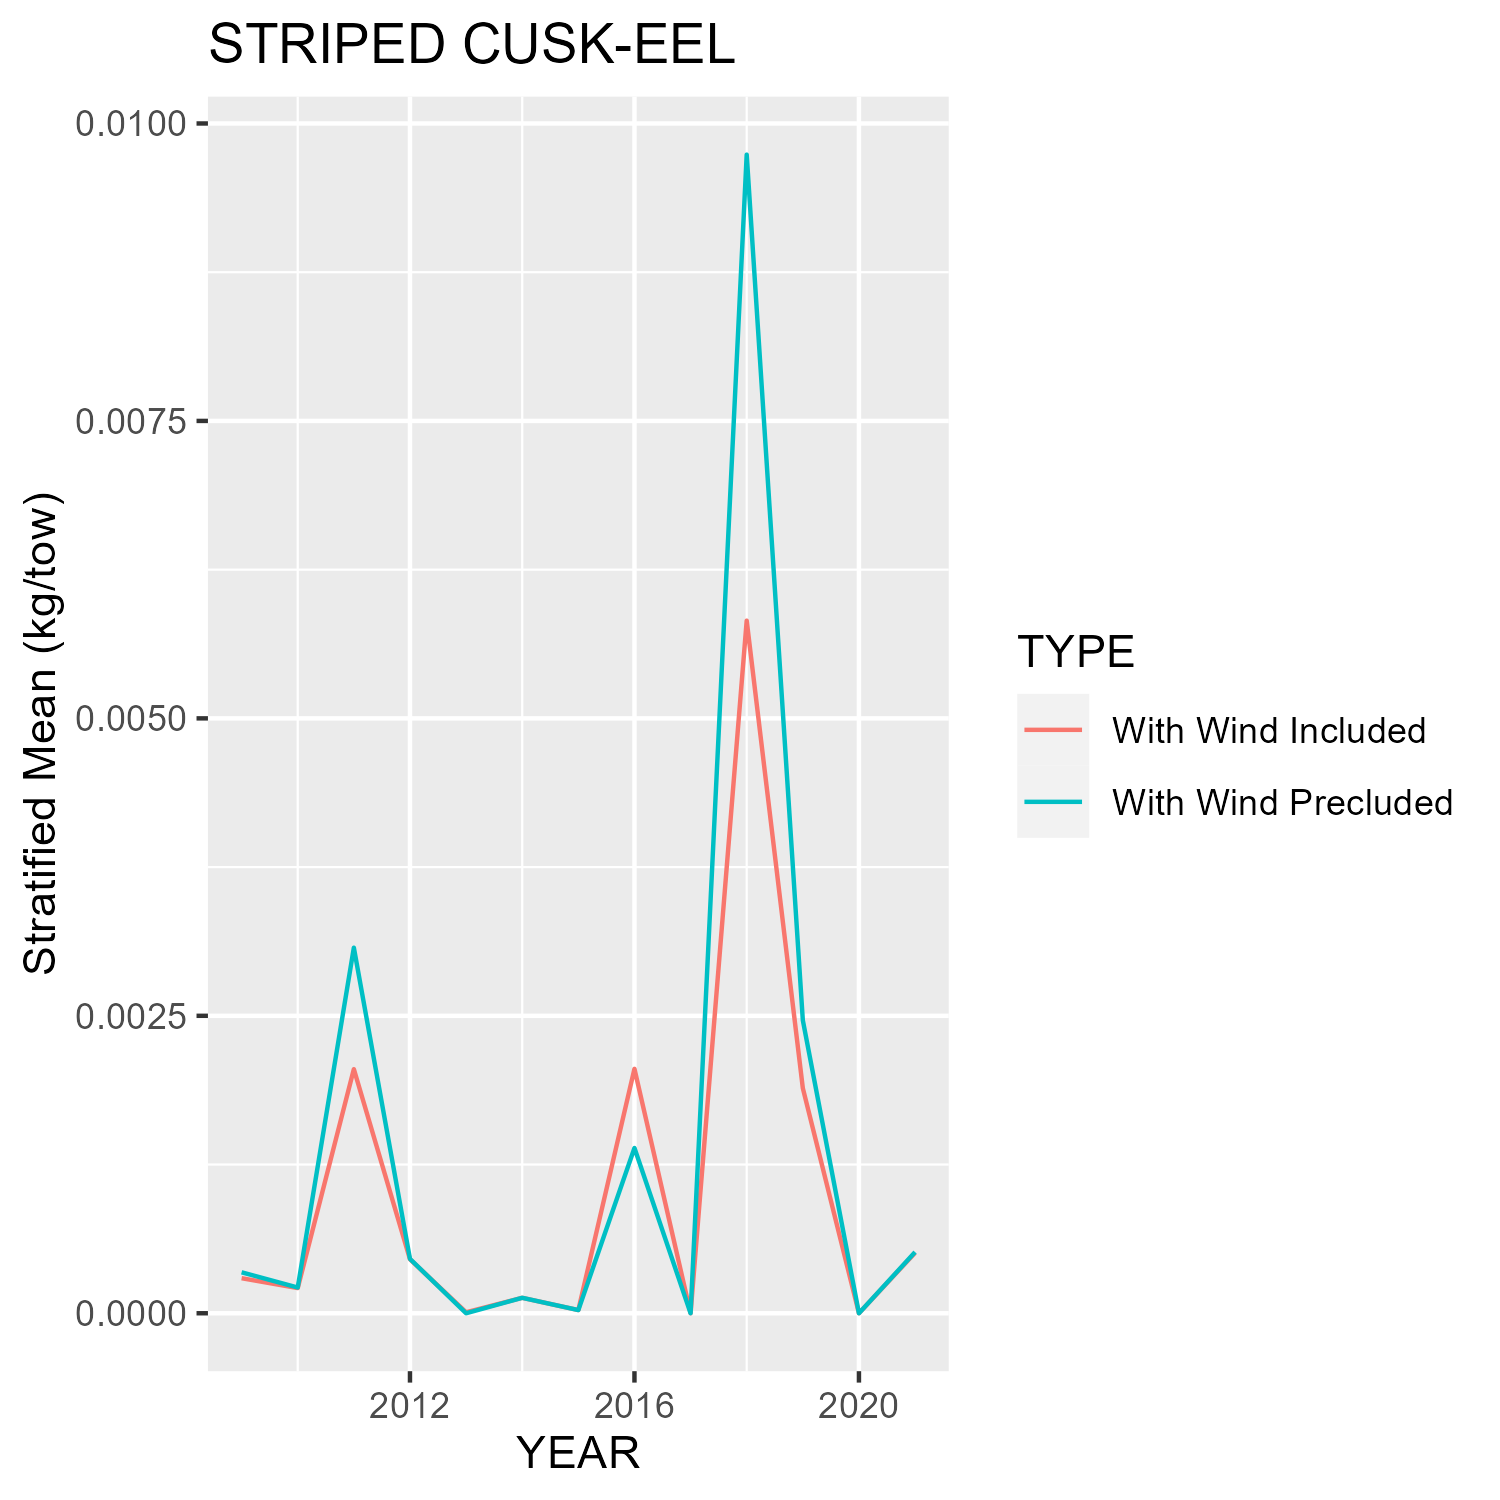 STRIPED CUSK-EEL
0.0100
0.0075
0.0050
0.0025
0.0000
Stratified Mean (kg/tow)
2012
2016
2020
YEAR
TYPE
With Wind Included
With Wind Precluded